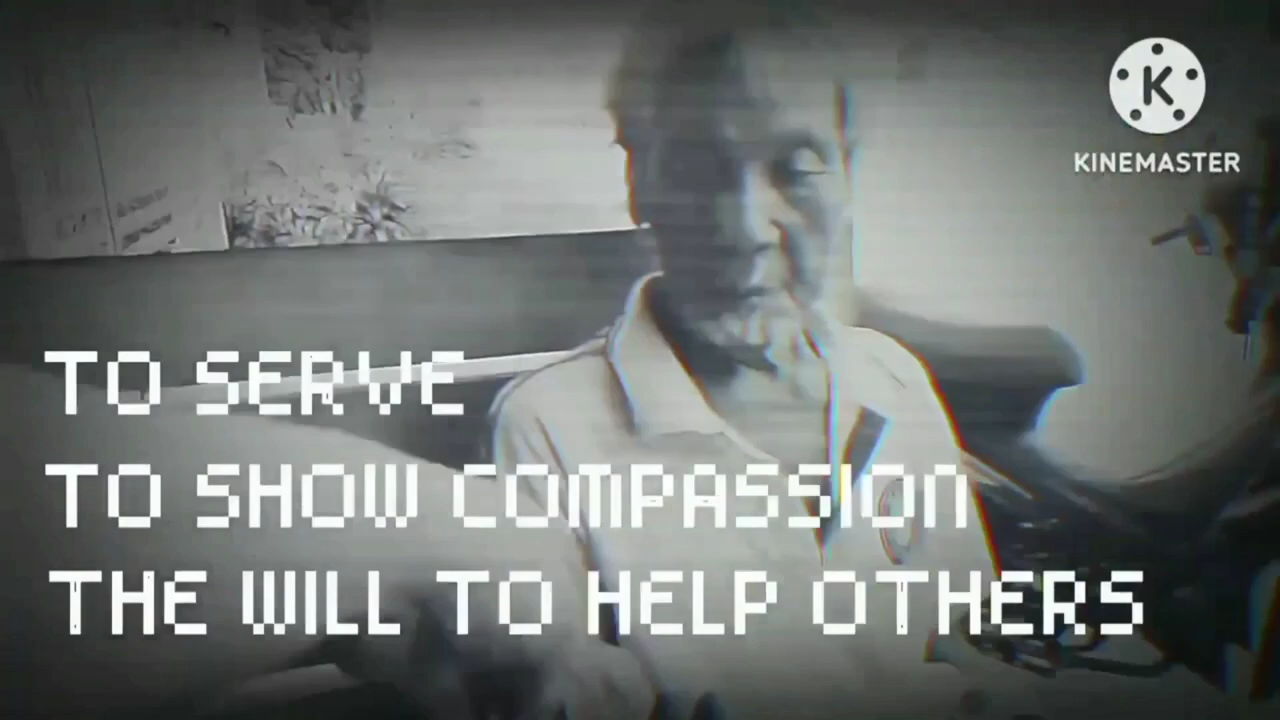 KINEMASTER
TO SERVE
TO SHOW COMPASSION
THE WILL TO HELP OTHERS